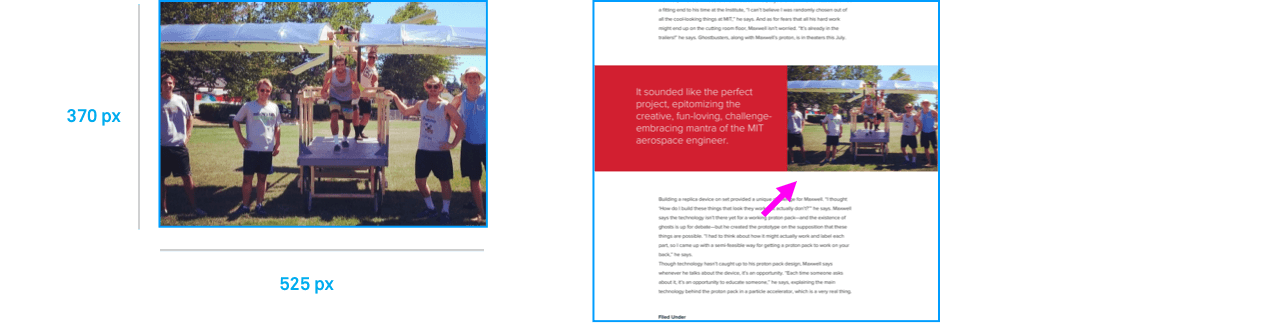 370 px
525 px
a fitting end to his time at the Institute, "I can't believe I was randomly chosen out of
all the cool-looking things at MIT," he says. And as for fears that all his hard work
might end up on the cutting room floor, Maxwell isn't worried. "It's already in the
trailers!" he says. Ghostbusters, along with Maxwell's proton, is in theaters this July.
It sounded like the perfect
project, epitomizing the
creative, fun-loving, challenge-
embracing mantra of the MIT
aerospace engineer.
Building a replica device on set provided a unique for Maxwell. "I thought
'How do I build these things that look they actually don't?'" he says. Maxwell
says the technology isn't there yet for a working proton pack—and the existence of
ghosts is up for debate—but he created the prototype on the supposition that these
things are possible. "I had to think about how it might actually work and label each
part, so I came up with a semi-feasible way for getting a proton pack to work on your
back," he says.
Though technology hasn't caught up to his proton pack design, Maxwell says
whenever he talks about the device, it's an opportunity. "Each time someone asks
about it, it's an opportunity to educate someone," he says, explaining the main
technology behind the proton pack in a particle accelerator, which is a very real thing.
Filed Under